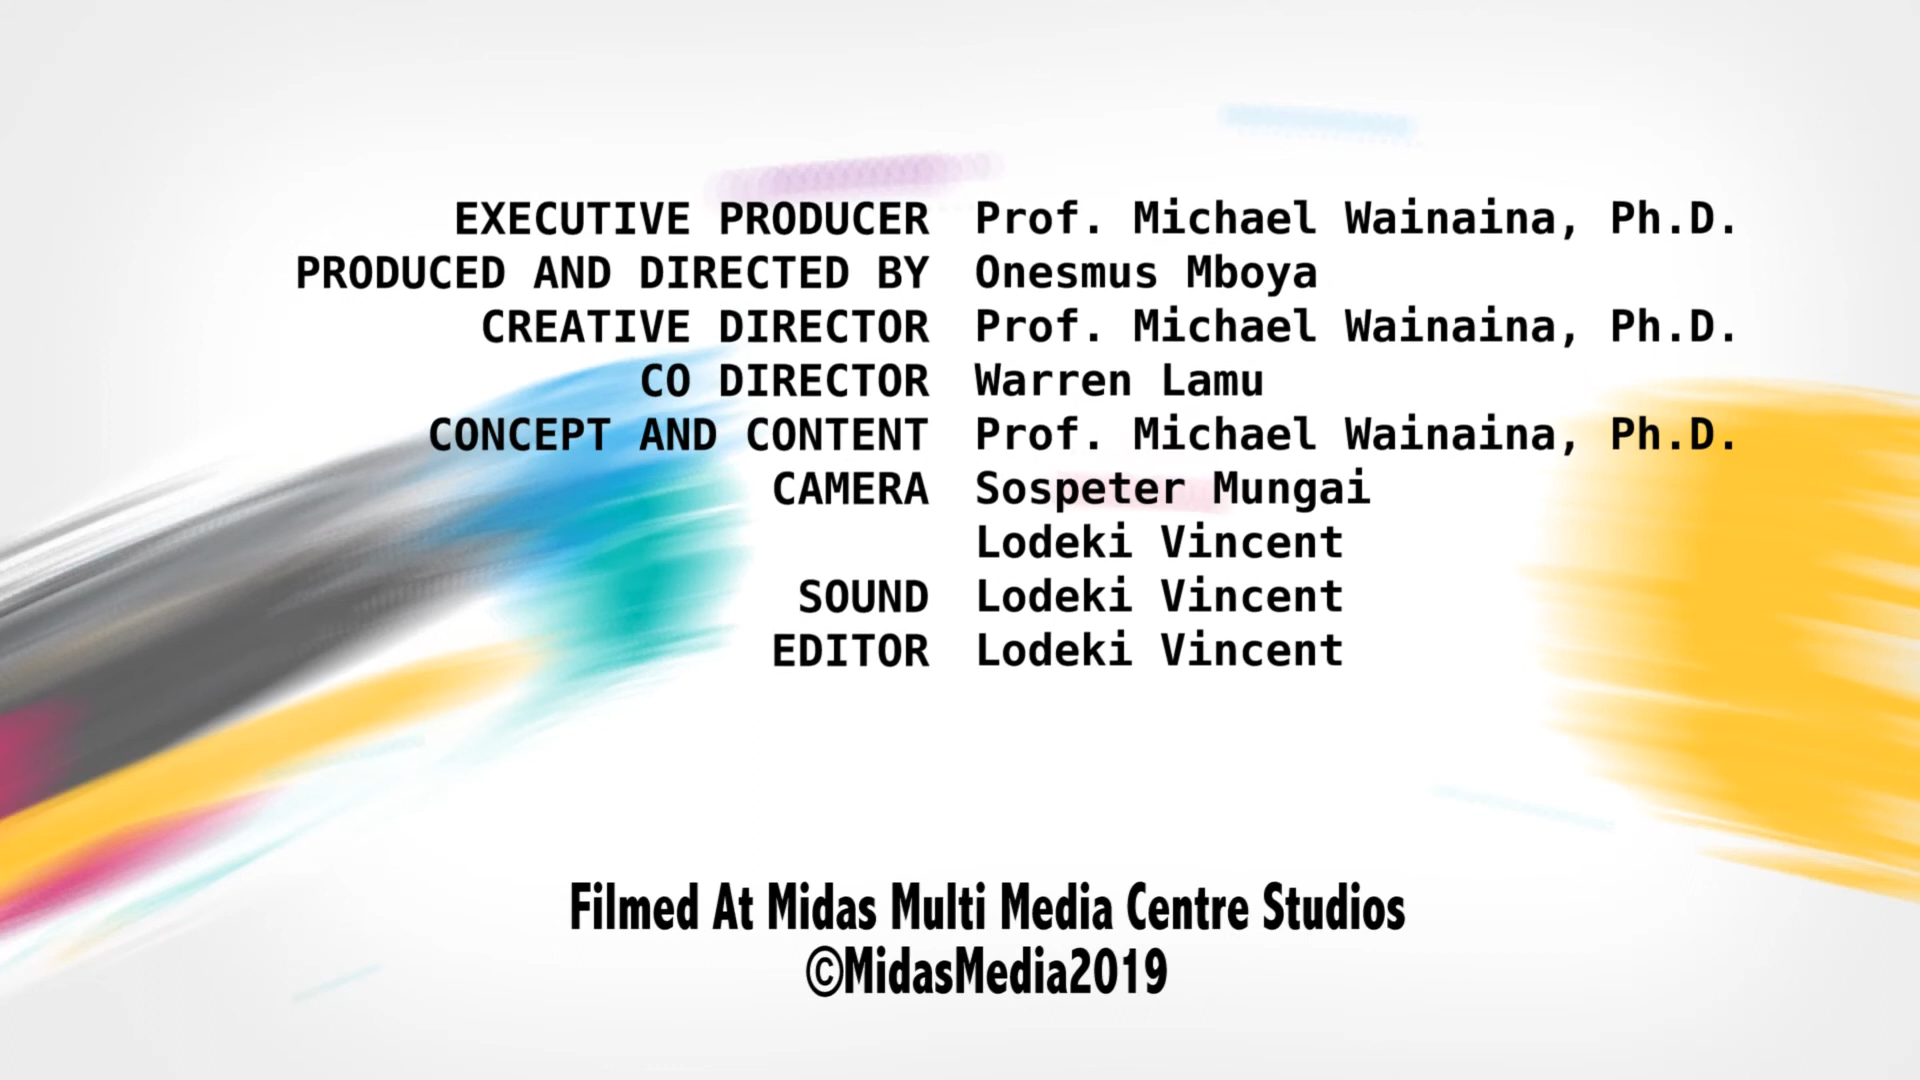 EXECUTIVE PRODUCER Prof. Michael Wainaina, Ph.D.
PRODUCED AND DIRECTED BY Onesmus Mboya
CREATIVE DIRECTOR Prof. Michael Wainaina, Ph.D.
CO DIRECTOR Warren Lamu
CONCEPT AND CONTENT Prof. Michael Wainaina, Ph.D.
CAMERA Sospeter Mungai
Lodeki Vincent
SOUND Lodeki Vincent
EDITOR Lodeki Vincent
Filmed At Midas Multi Media Centre Studios
©MidasMedia2019